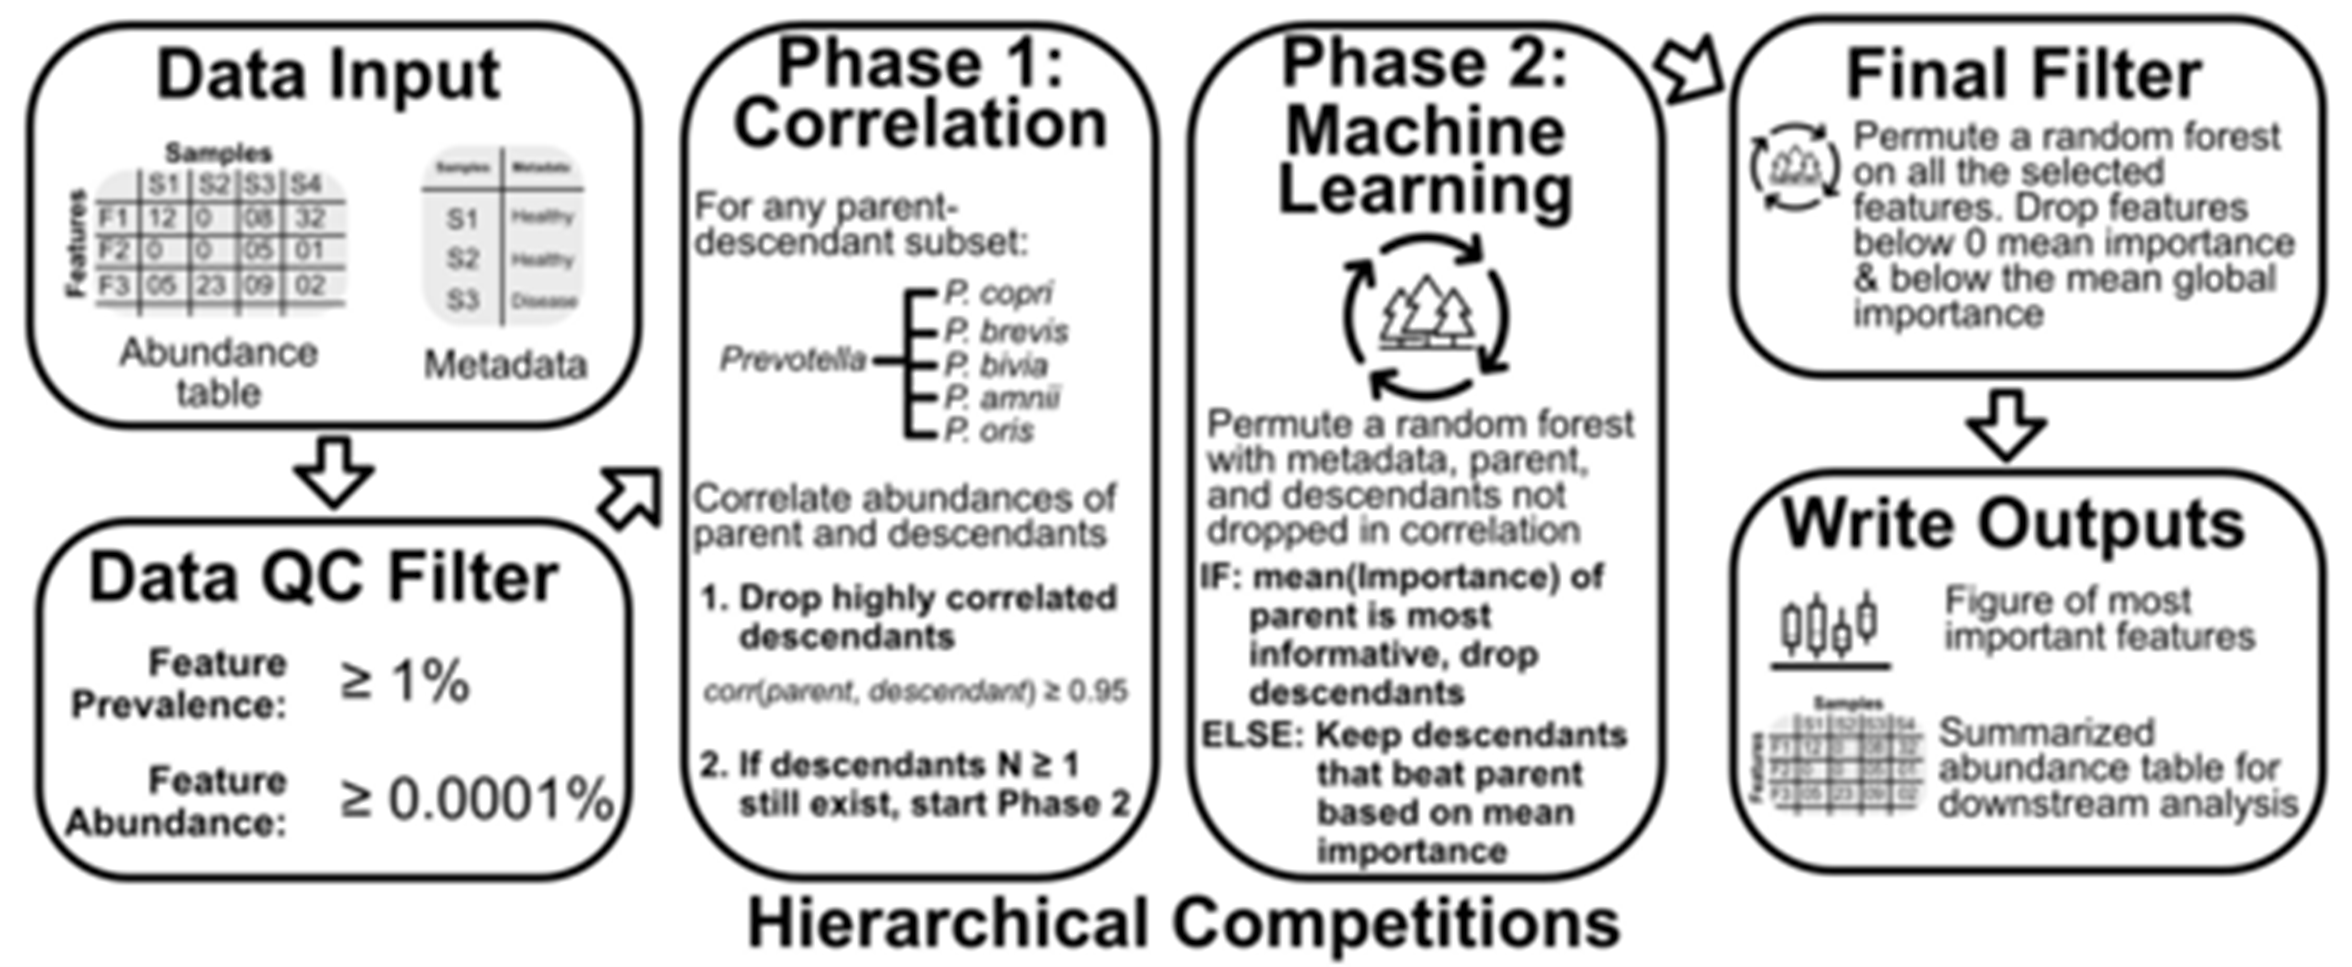 Data Input
Samples
S1 S2 S3 S4
Features
F1 12 0 08 32
F2 0 0 05 01
F3 05 23 09 02
Abundance
table
Samples Metadata
S1 Healthy
S2 Healthy
S3 Disease
Metadata
Data QC Filter
Feature
Prevalence: ≥ 1%
Feature
Abundance: ≥ 0.0001%
Phase 1:
Correlation
For any parent-
descendant subset:
Prevotella
P. copri
P. brevis
P. bivia
P. amnii
P. oris
Correlate abundances of
parent and descendants
1. Drop highly correlated
descendants
corr(parent, descendant) ≥ 0.95
2. If descendants N ≥ 1
still exist, start Phase 2
Phase 2:
Machine
Learning
Permute a random forest
with metadata, parent,
and descendants not
dropped in correlation
IF: mean(Importance) of
parent is most
informative, drop
descendants
ELSE: Keep descendants
that beat parent
based on mean
importance
Hierarchical Competitions
Final Filter
Permute a random forest
on all the selected
features. Drop features
below 0 mean importance
& below the mean global
importance
Write Outputs
Figure of most
important features
Samples
S1 S2 S3 S4
Features
F1 12 0 08 32
F2 0 0 05 01
F3 05 23 09 02
Summarized
abundance table for
downstream analysis